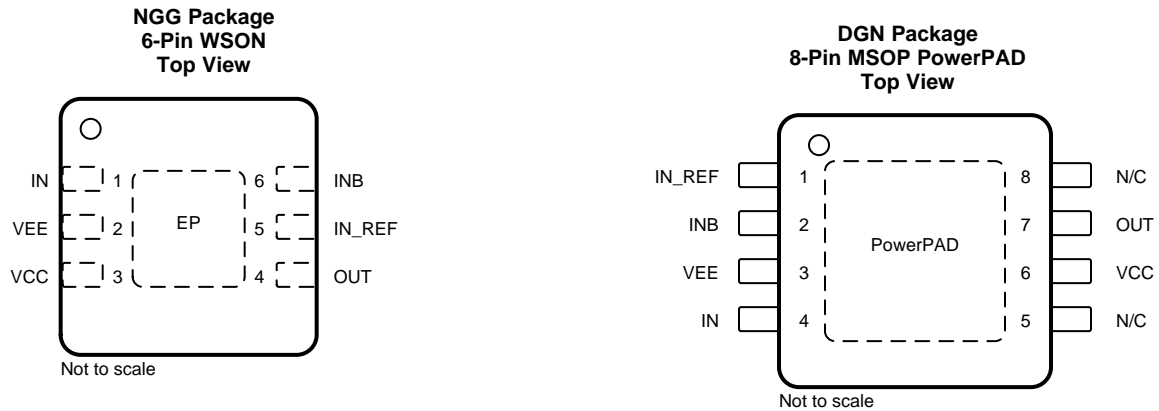 NGG Package
6-Pin WSON
Top View
IN 1 6 INB
VEE 2 EP 5 IN_REF
VCC 3 4 OUT
Not to scale
DGN Package
8-Pin MSOP PowerPAD
Top View
IN_REF 1 8 N/C
INB 2 7 OUT
PowerPAD
VEE 3 6 VCC
IN 4 5 N/C
Not to scale